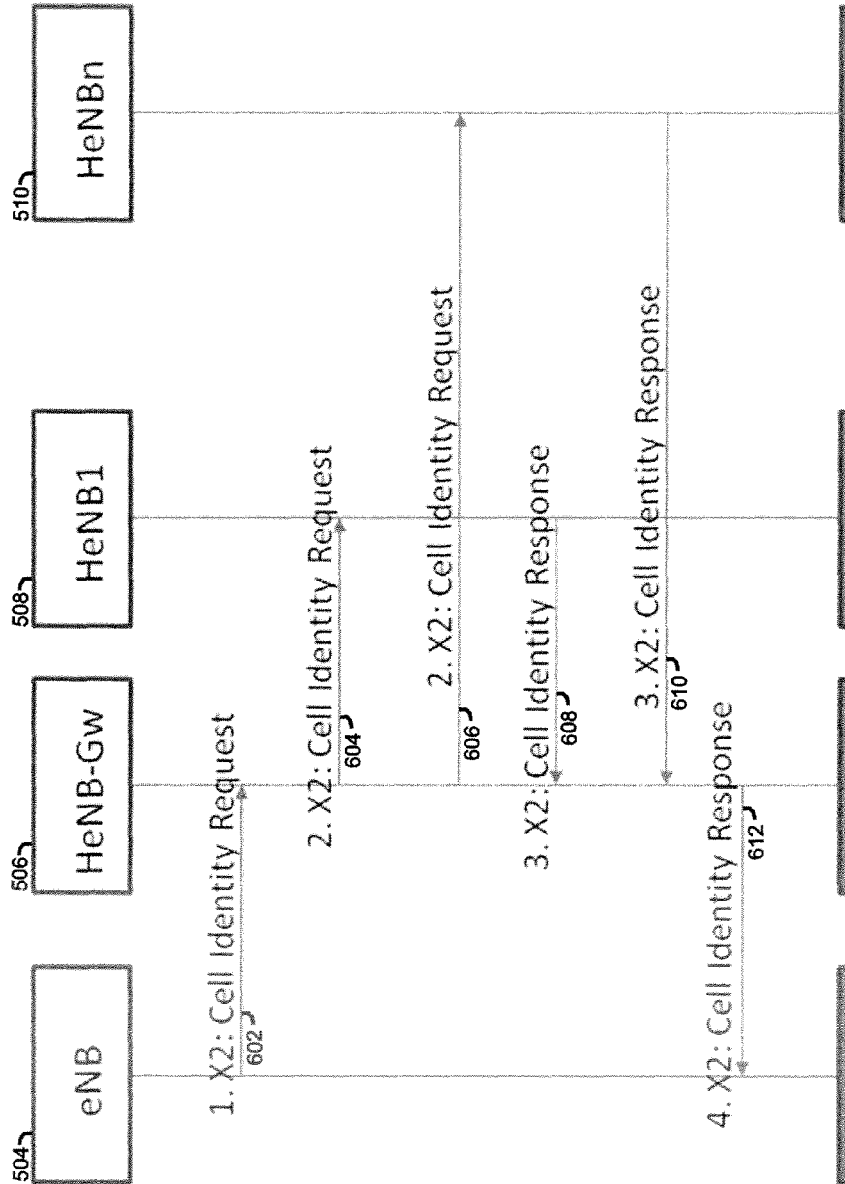 504
eNB
506
HeNB-Gw
508
HeNB1
510
HeNBn
1. X2: Cell Identity Request
602
2. X2: Cell Identity Request
604
2. X2: Cell Identity Request
606
3. X2: Cell Identity Response
608
3. X2: Cell Identity Response
610
4. X2: Cell Identity Response
612